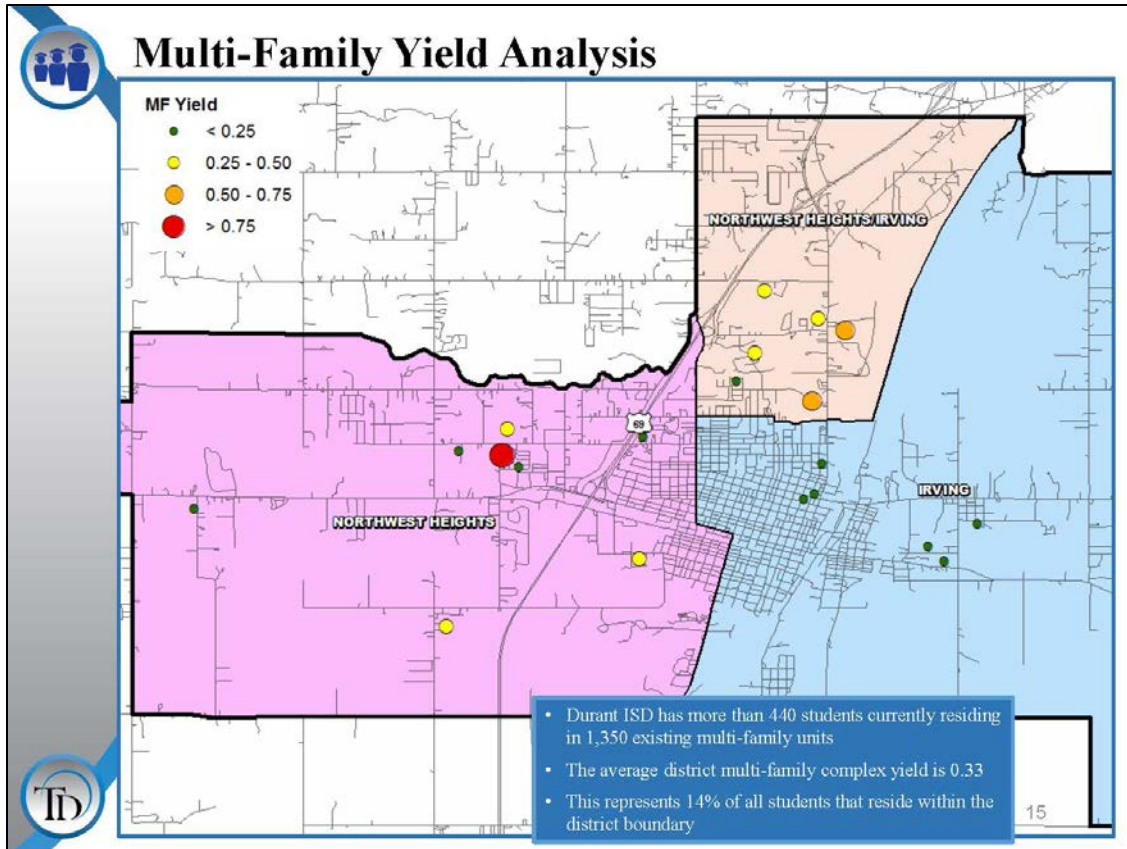 Multi-Family Yield Analysis
MF Yield
< 0.25
0.25 - 0.50
0.50 - 0.75
> 0.75
NORTHWEST HEIGHTS/IRVING
69
IRVING
NORTHWEST HEIGHTS
• Durant ISD has more than 440 students currently residing
in 1,350 existing multi-family units
• The average district multi-family complex yield is 0.33
• This represents 14% of all students that reside within the
district boundary
15
TD